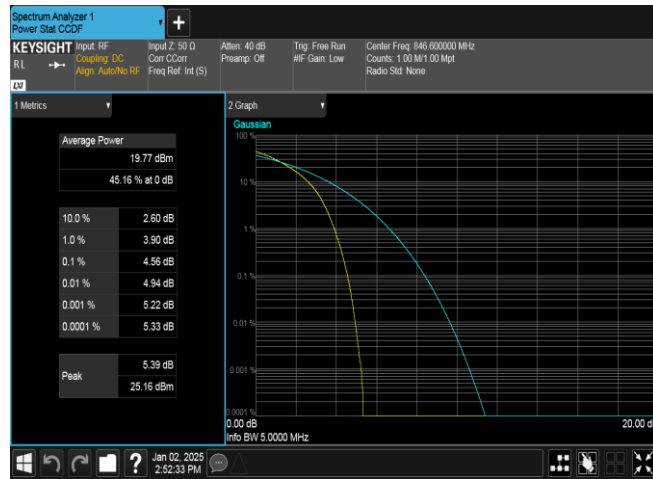 Spectrum Analyzer 1
Power Stat CCDF
+
KEYSIGHT
RL
LXI
Input: RF
Coupling: DC
Align: Auto/No RF
Input Z: 50 Ω
Corr CCorr
Freq Ref: Int (S)
Atten: 40 dB
Preamp: Off
Trig: Free Run
#IF Gain: Low
Center Freq: 846.600000 MHz
Counts: 1.00 M/1.00 Mpt
Radio Std: None
1 Metrics
Average Power
19.77 dBm
45.16 % at 0 dB
10.0 % 2.60 dB
1.0 % 3.90 dB
0.1 % 4.56 dB
0.01 % 4.94 dB
0.001 % 5.22 dB
0.0001 % 5.33 dB
Peak
5.39 dB
25.16 dBm
2 Graph
Gaussian
100 %
10 %
1 %
0.1 %
0.01 %
0.001 %
0.0001 %
0.00 dB
20.00 d
Info BW 5.0000 MHz
?
Jan 02, 2025
2:52:33 PM